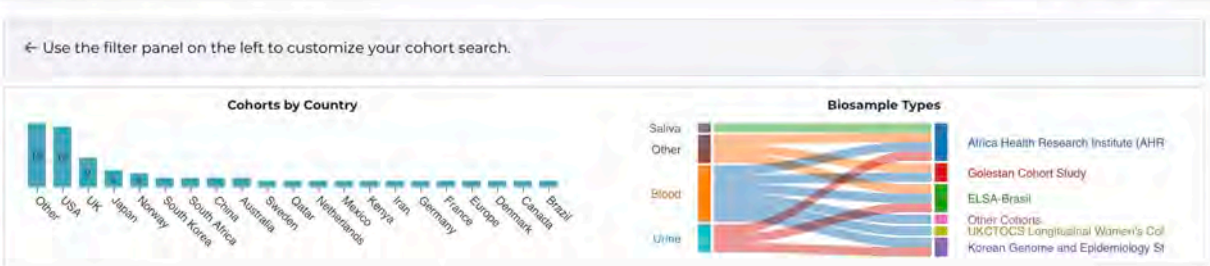 ← Use the filter panel on the left to customize your cohort search.
Cohorts by Country
9
Other
USA
UK
Japan
Norway
South Korea
South Africa
China
Australia
Sweden
Qatar
Netherlands
Mexico
Kenya
Iran
Germany
France
Europe
Denmark
Canada
Brazil
Biosample Types
Saliva
Other
Blood
Urine
Africa Health Research Institute (AHR
Golestan Cohort Study
ELSA-Brasil
Other Cohorts
UKCTOCS Longitudinal Women's Col
Korean Genome and Epidemiology St